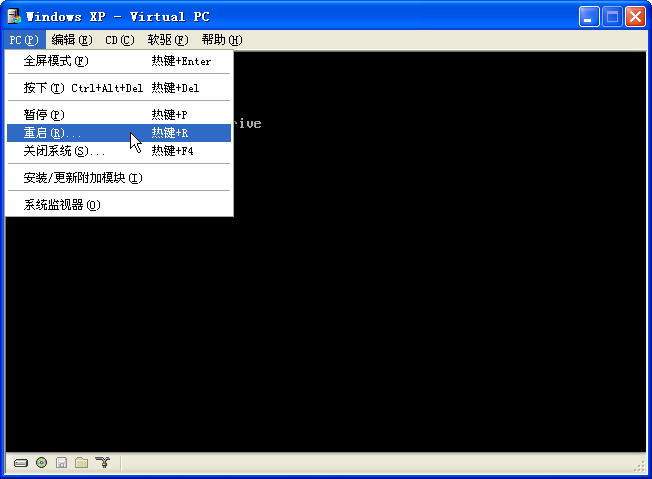 Windows XP - Virtual PC
PC(P) 编辑(E) CD(C) 软驱(F) 帮助(H)
全屏模式(F) 热键+Enter
按下(T) Ctrl+Alt+Del 热键+Del
暂停(P) 热键+P
rive
重启(R)... 热键+R
关闭系统(S)... 热键+F4
安装/更新附加模块(I)
系统监视器(O)